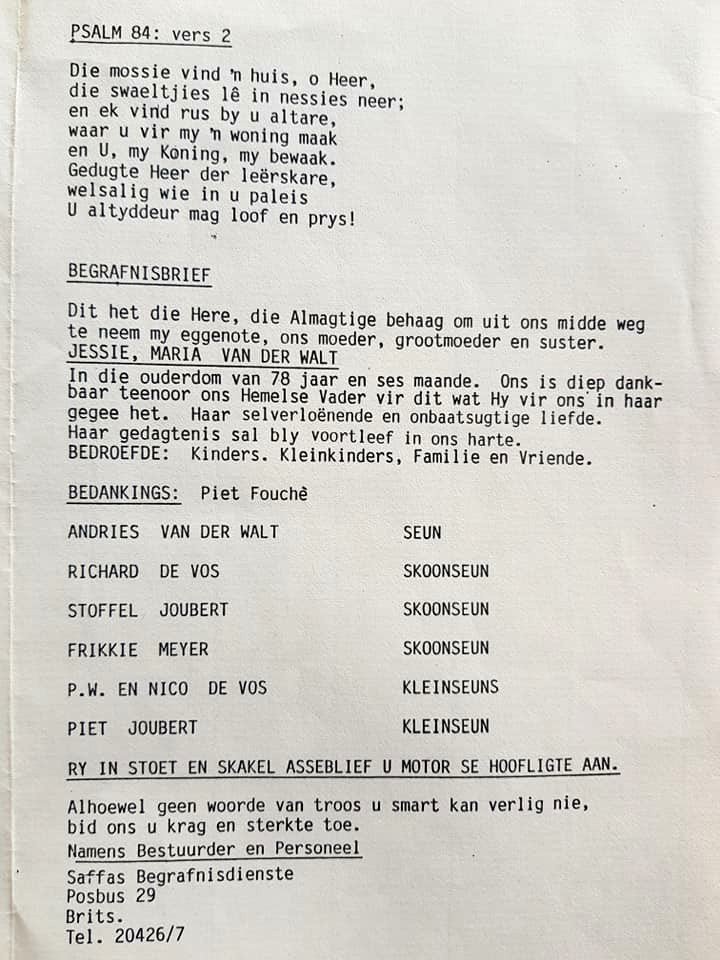 PSALM 84: vers 2
Die mossie vind 'n huis, o Heer,
die swaeltjies lê in nessies neer;
en ek vind rus by u altare,
waar u vir my 'n woning maak
en U, my Koning, my bewaak.
Gedugte Heer der leërskare,
welsalig wie in u paleis
U altyddeur mag loof en prys!
BEGRAFNISBRIEF
Dit het die Here, die Almagtige behaag om uit ons midde weg
te neem my eggenote, ons moeder, grootmoeder en suster.
JESSIE, MARIA VAN DER WALT
In die ouderdom van 78 jaar en ses maande. Ons is diep dank-
baar teenoor ons Hemelse Vader vir dit wat Hy vir ons in haar
gegee het. Haar selverloënende en onbaatsugtige liefde.
Haar gedagtenis sal bly voortleef in ons harte.
BEDROEFDE: Kinders. Kleinkinders, Familie en Vriende.
BEDANKINGS: Piet Fouchè
ANDRIES VAN DER WALT SEUN
RICHARD DE VOS SKOONSEUN
STOFFEL JOUBERT SKOONSEUN
FRIKKIE MEYER SKOONSEUN
P.W. EN NICO DE VOS KLEINSEUNS
PIET JOUBERT KLEINSEUN
RY IN STOET EN SKAKEL ASSEBLIEF U MOTOR SE HOOFLIGTE AAN.
Alhoewel geen woorde van troos u smart kan verlig nie,
bid ons u krag en sterkte toe.
Namens Bestuurder en Personeel
Saffas Begrafnisdienste
Posbus 29
Brits.
Tel. 20426/7